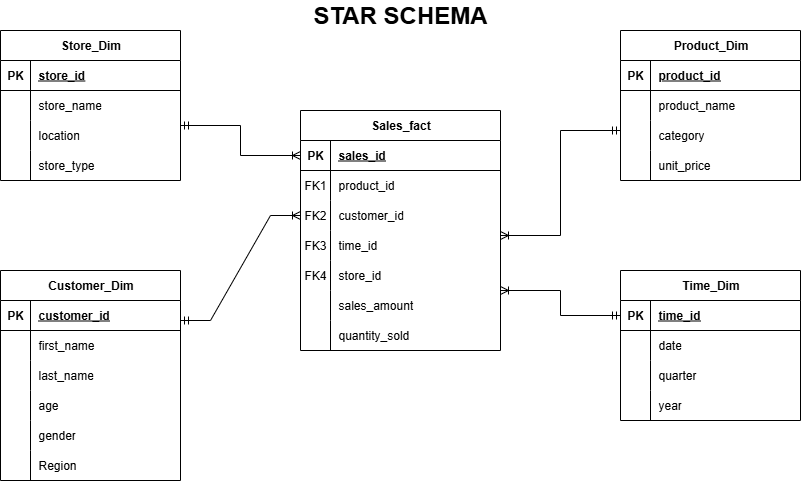 STAR SCHEMA
Store_Dim
PK store_id
store_name
location
store_type
Product_Dim
PK product_id
product_name
category
unit_price
Sales_fact
PK sales_id
FK1 product_id
FK2 customer_id
FK3 time_id
FK4 store_id
sales_amount
quantity_sold
Customer_Dim
PK customer_id
first_name
last_name
age
gender
Region
Time_Dim
PK time_id
date
quarter
year